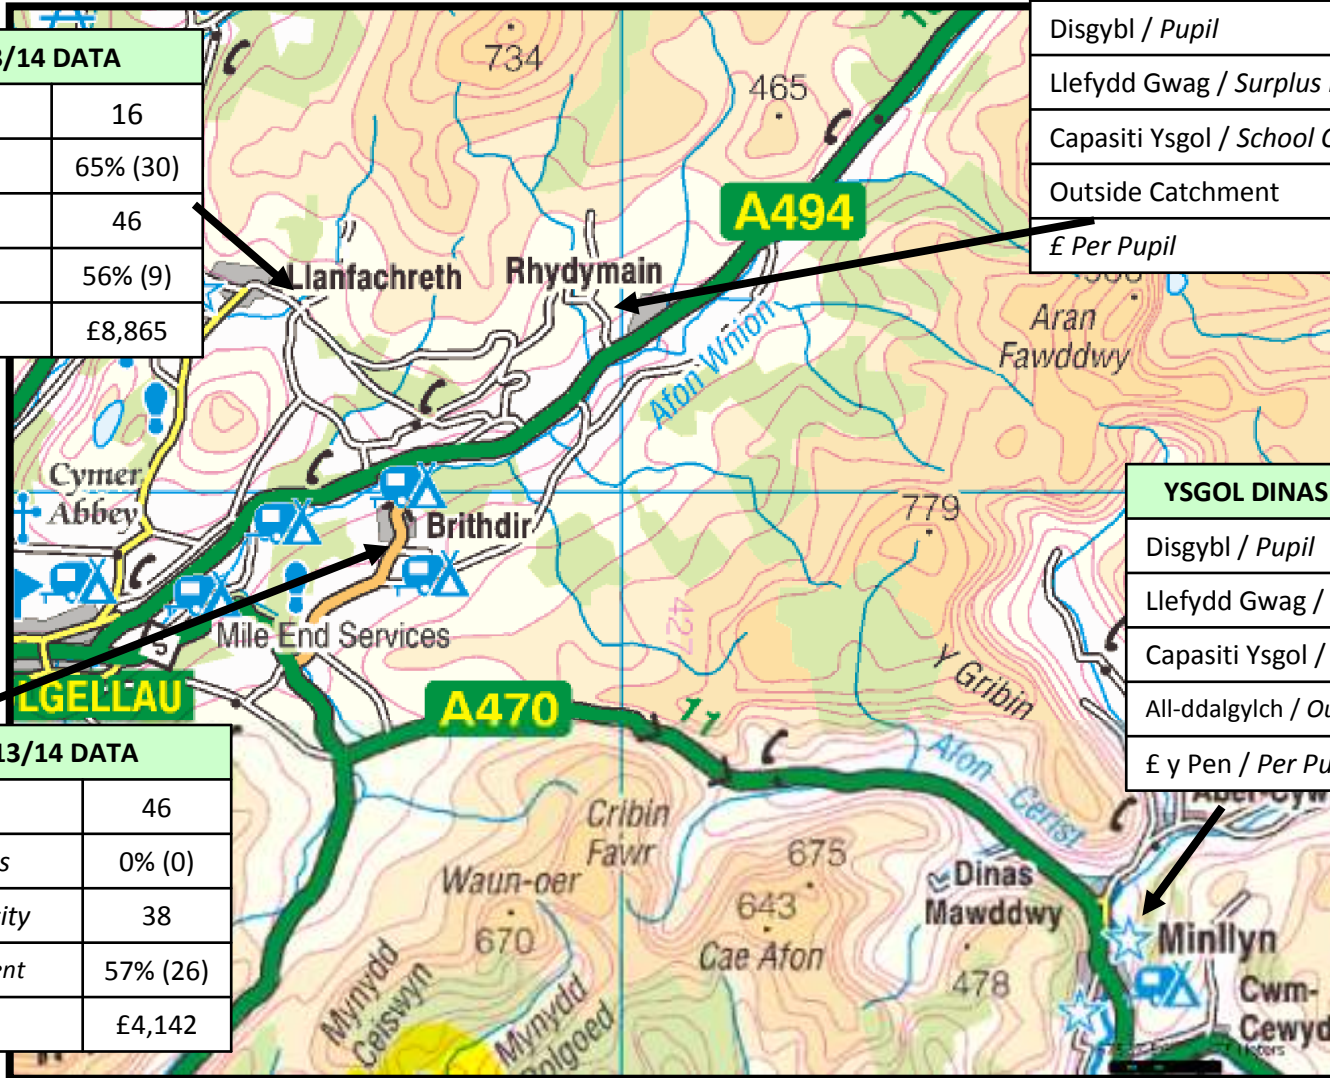 3/14 DATA
16
65% (30)
46
56% (9)
£8,865
Disgybl / Pupil
Llefydd Gwag / Surplus
Capasiti Ysgol / School
Outside Catchment
£ Per Pupil
734
465
A494
Llanfachreth
Rhydymain
Afon Wnion
Aran
Fawddwy
Cymer
Abbey
Brithdir
779
427
Mile End Services
5
LGELLAU
A470
11
Y Gribin
YSGOL DINAS
Disgybl / Pupil
Llefydd Gwag /
Capasiti Ysgol /
All-ddalgylch / Ou
£ y Pen / Per Pu
13/14 DATA
46
s
0% (0)
ity
38
ent
57% (26)
£4,142
Afon Cerist
Cribin
Fawr
Waun-oer
670
675
643
Cae Afon
478
Dinas
Mawddwy
Minllyn
Cwm-
Cewyd
Mynydd
Ceiswyn
Mynydd